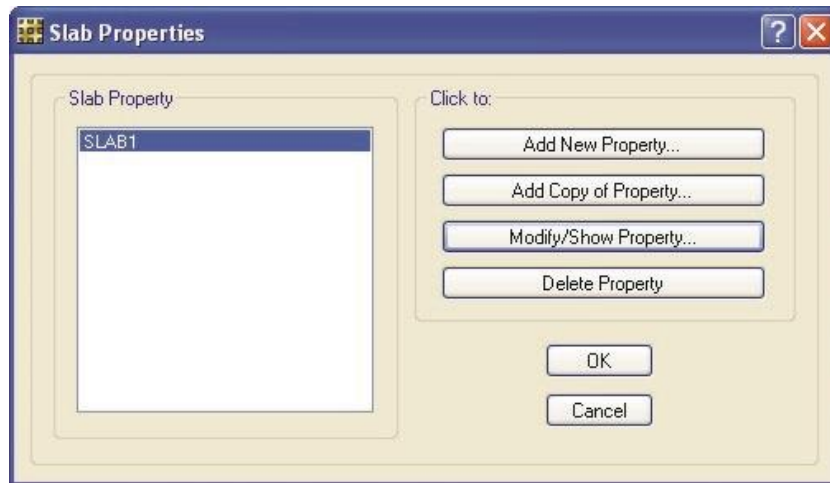 Slab Properties
Slab Property
SLAB1
Click to:
Add New Property...
Add Copy of Property...
Modify/Show Property...
Delete Property
OK
Cancel